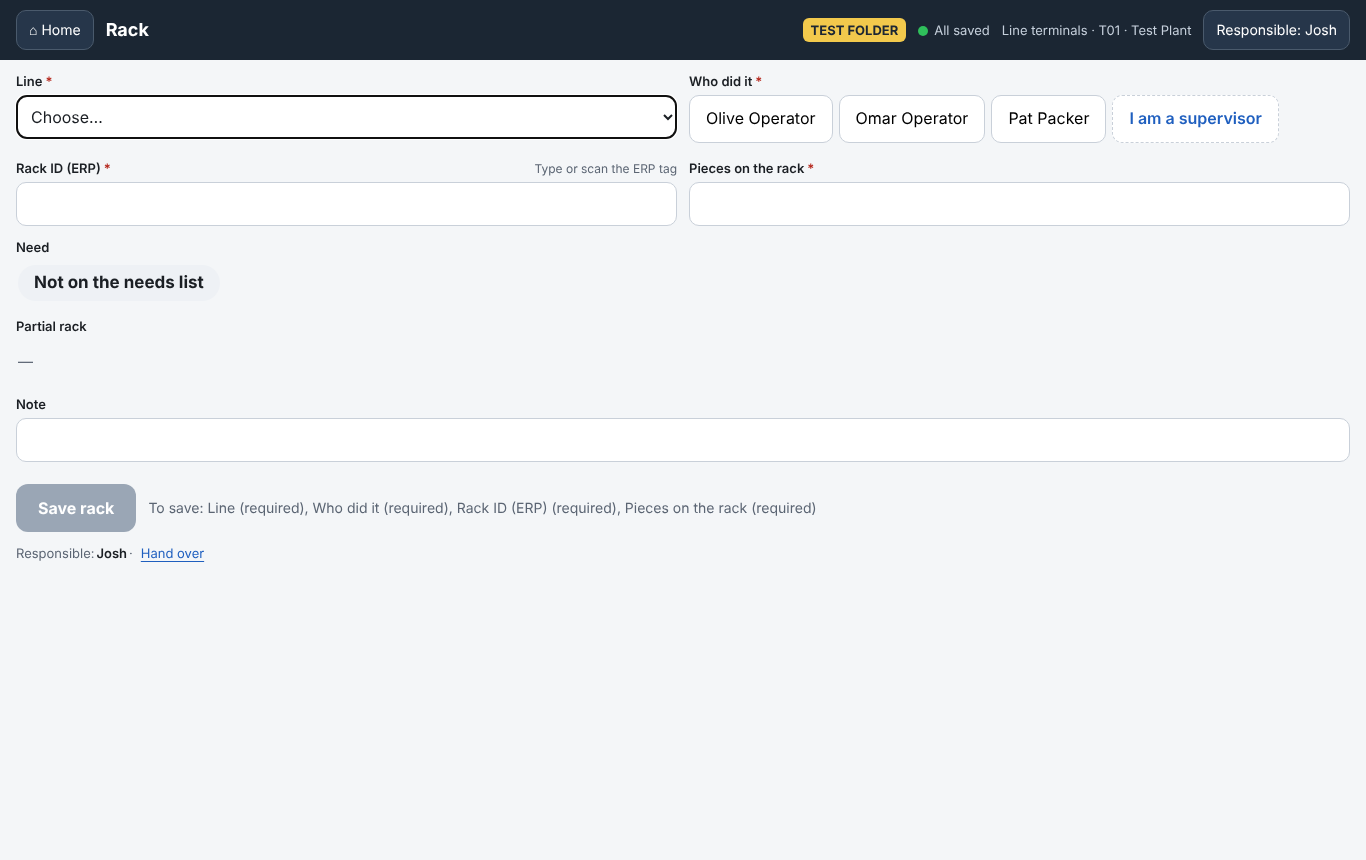 ⌂ Home
Rack
TEST FOLDER
All saved
Line terminals · T01 · Test Plant
Responsible: Josh
Line *
Choose...
Who did it *
Olive Operator
Omar Operator
Pat Packer
I am a supervisor
Rack ID (ERP) *
Type or scan the ERP tag
Pieces on the rack *
Need
Not on the needs list
Partial rack
—
Note
Save rack
To save: Line (required), Who did it (required), Rack ID (ERP) (required), Pieces on the rack (required)
Responsible: Josh · Hand over